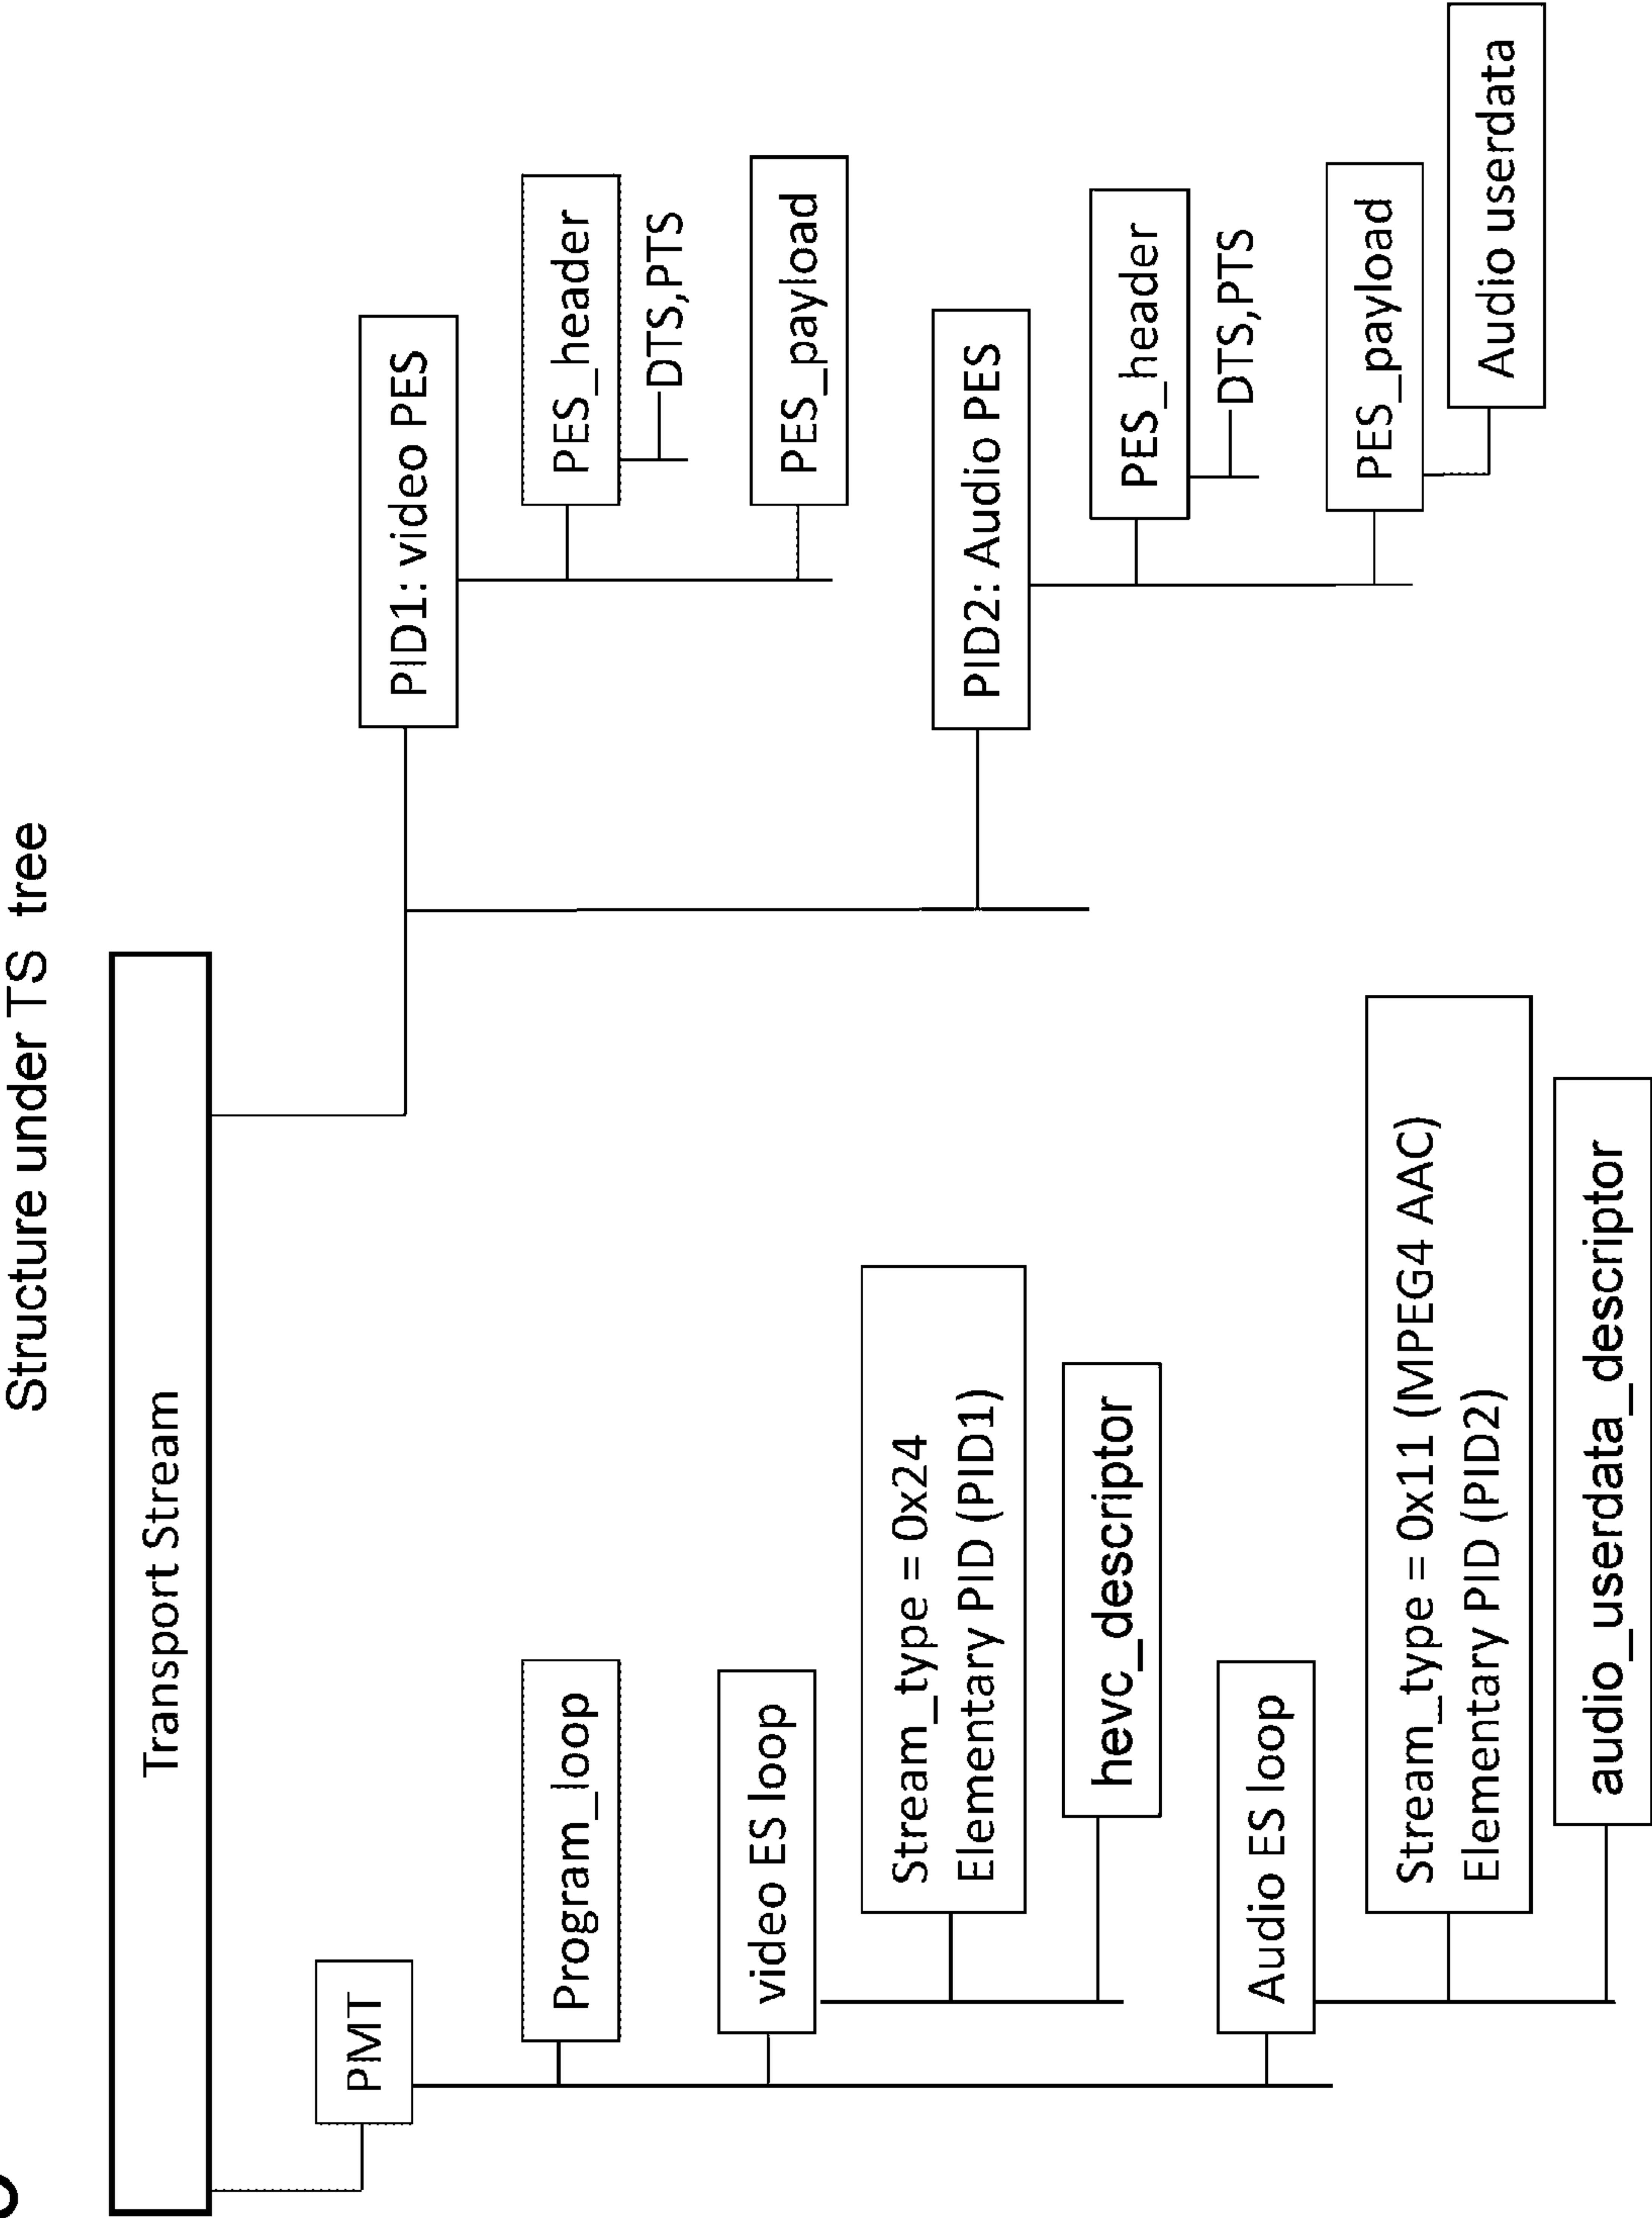 Structure under TS tree
Transport Stream
PMT
Program_loop
video ES loop
Stream_type = 0x24
Elementary PID (PID1)
hevc_descriptor
Audio ES loop
Stream_type = 0x11 (MPEG4 AAC)
Elementary PID (PID2)
audio_userdata_descriptor
PID1: video PES
PES_header
DTS,PTS
PES_payload
PID2: Audio PES
PES_header
DTS,PTS
PES_payload
Audio userdata